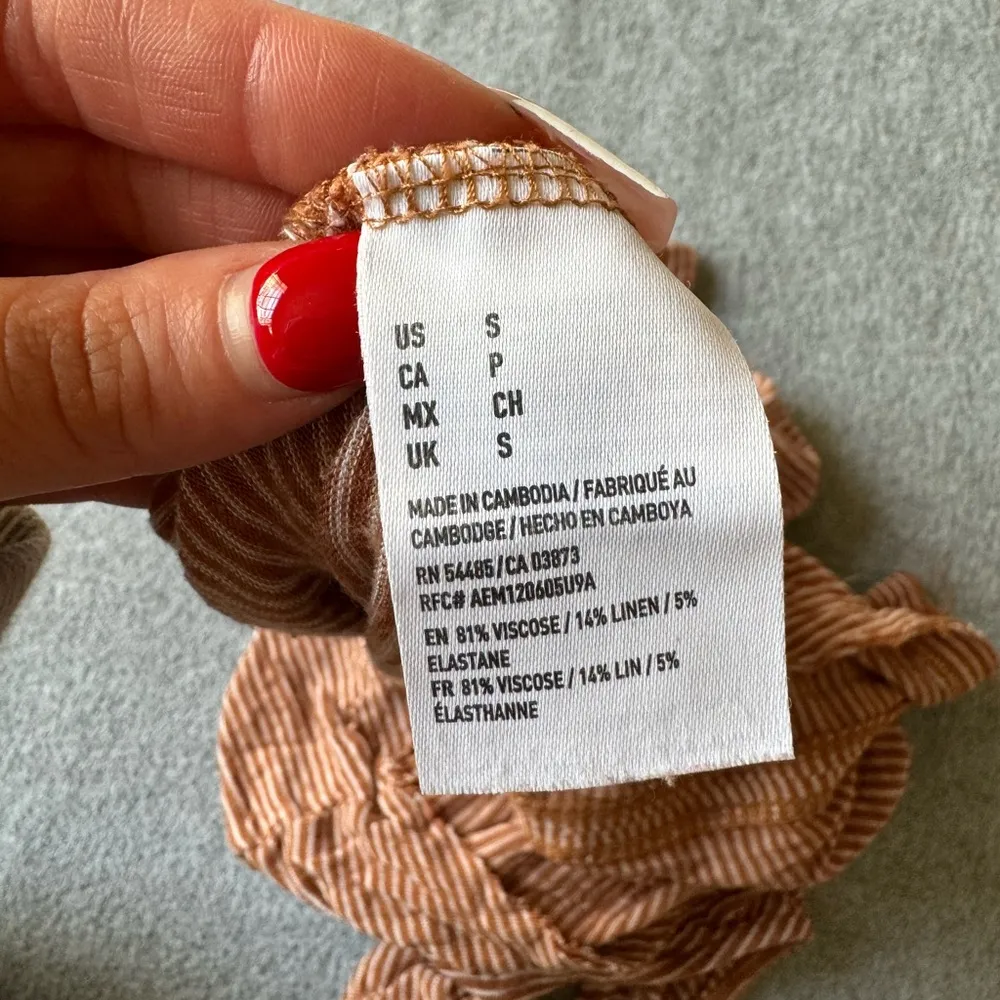 US S
CA P
MX CH
UK S
MADE IN CAMBODIA / FABRIQUÉ AU
CAMBODGE / HECHO EN CAMBOYA
RN 54485 / CA 03873
RFC# AEM120605U9A
EN 81% VISCOSE / 14% LINEN / 5%
ELASTANE
FR 81% VISCOSE / 14% LIN / 5%
ÉLASTHANNE